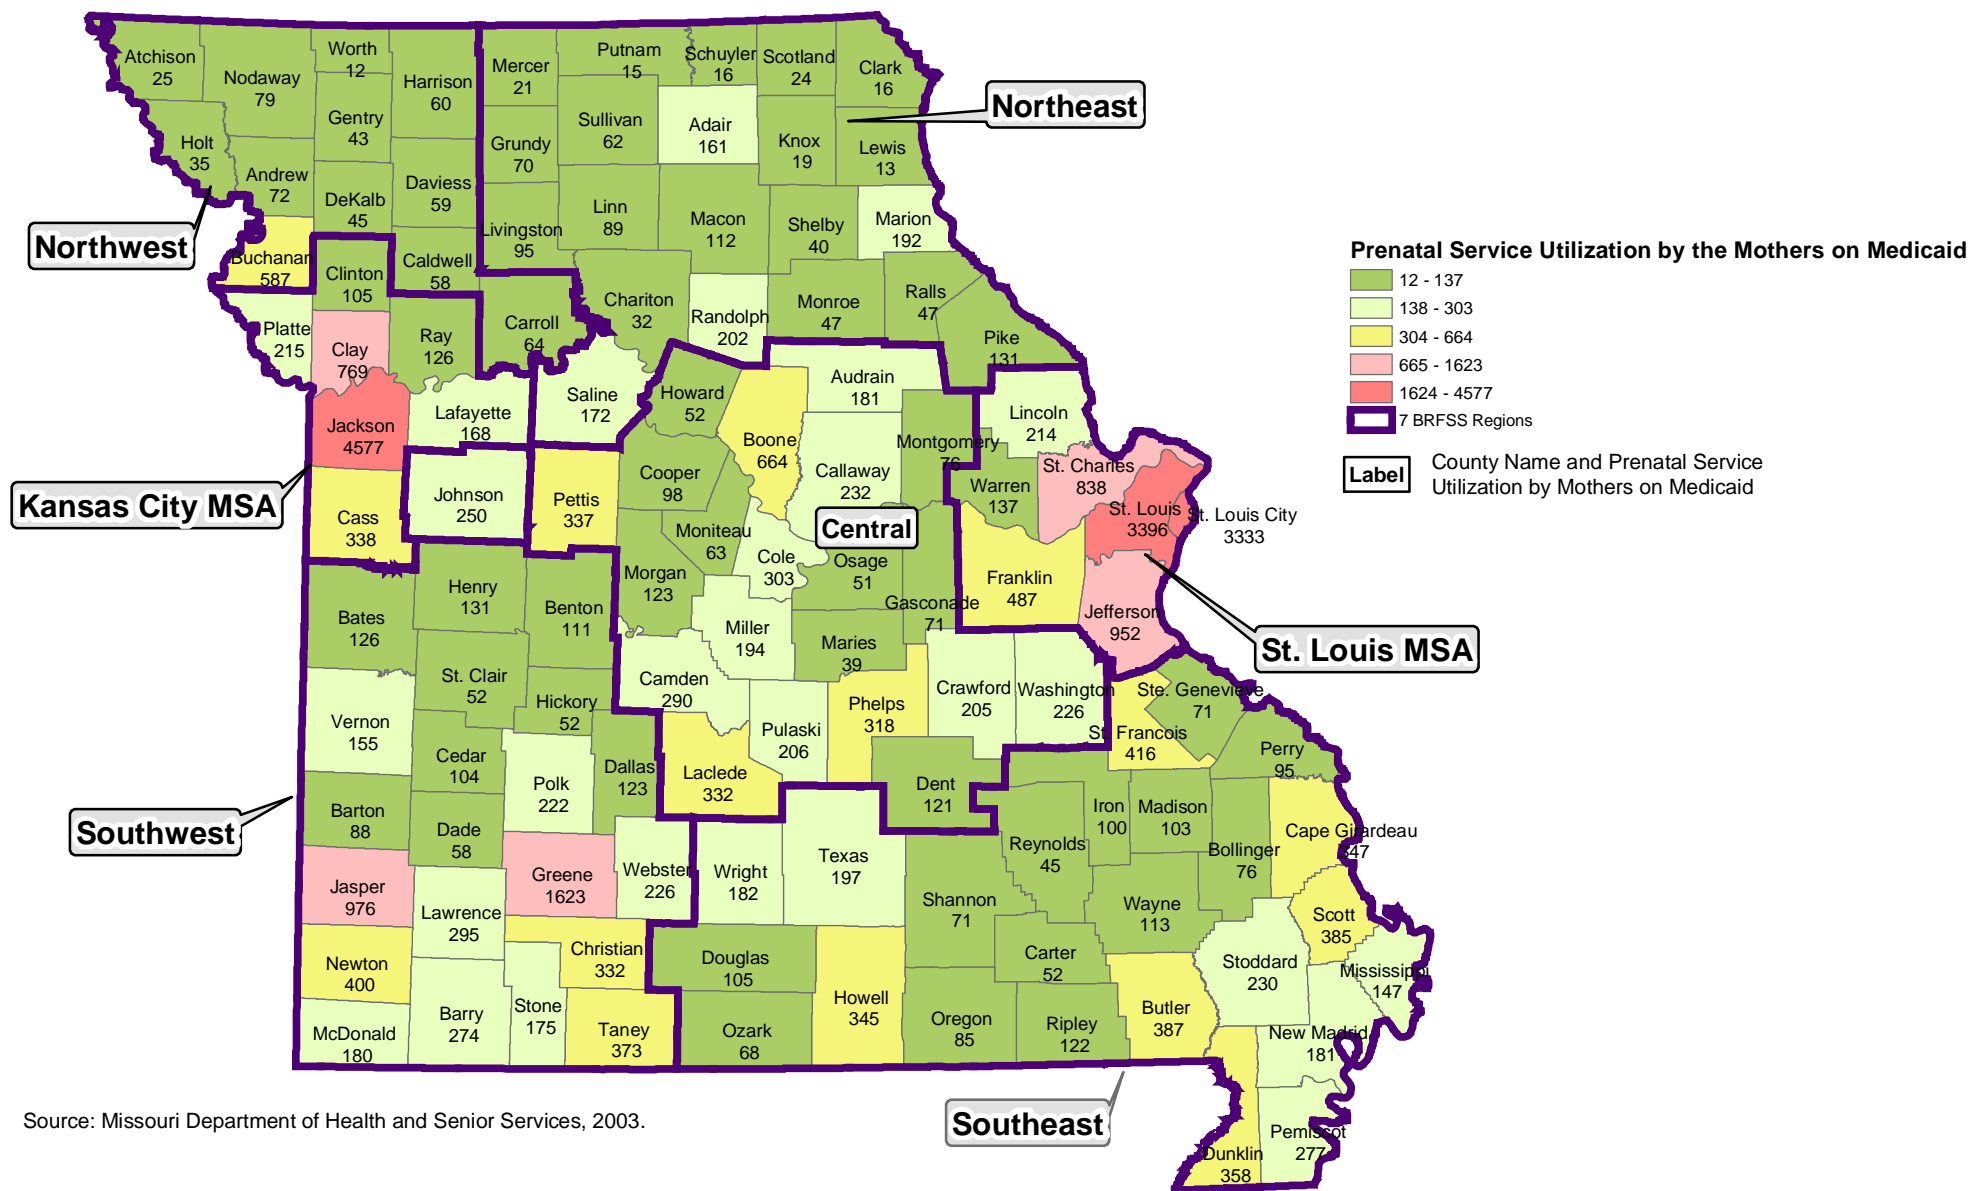 Atchison
25
Nodaway
79
Worth
12
Harrison
60
Mercer
21
Putnam
15
Schuyler
16
Scotland
24
Clark
16
Northeast
Holt
35
Andrew
72
Gentry
43
DeKalb
45
Daviess
59
Grundy
70
Sullivan
62
Adair
161
Knox
19
Lewis
13
Livingston
95
Linn
89
Macon
112
Shelby
40
Marion
192
Northwest
Buchanan
587
Clinton
105
Caldwell
58
Platte
215
Clay
769
Ray
126
Carroll
64
Chariton
32
Randolph
202
Monroe
47
Ralls
47
Pike
131
Prenatal Service Utilization by the Mothers on Medicaid
12 - 137
138 - 303
304 - 664
665 - 1623
1624 - 4577
7 BRFSS Regions
Label
County Name and Prenatal Service
Utilization by Mothers on Medicaid
Jackson
4577
Lafayette
168
Saline
172
Howard
52
Boone
664
Audrain
181
Callaway
232
Montgomery
76
Lincoln
214
Warren
137
St. Charles
838
St. Louis
3396
St. Louis City
3333
Kansas City MSA
Cass
338
Johnson
250
Pettis
337
Cooper
98
Moniteau
63
Cole
303
Central
Osage
51
Gasconade
71
Franklin
487
Jefferson
952
St. Louis MSA
Bates
126
Henry
131
Benton
111
Morgan
123
Miller
194
Maries
39
Camden
290
Vernon
155
St. Clair
52
Hickory
52
Pulaski
206
Phelps
318
Crawford
205
Washington
226
Ste. Genevieve
71
St. Francois
416
Perry
95
Cedar
104
Polk
222
Dallas
123
Laclede
332
Dent
121
Iron
100
Madison
103
Bollinger
76
Cape Girardeau
347
Southwest
Barton
88
Dade
58
Jasper
976
Greene
1623
Webster
226
Wright
182
Texas
197
Reynolds
45
Shannon
71
Wayne
113
Scott
385
Lawrence
295
Christian
332
Douglas
105
Carter
52
Stoddard
230
Mississippi
147
Newton
400
McDonald
180
Barry
274
Stone
175
Taney
373
Ozark
68
Howell
345
Oregon
85
Ripley
122
Butler
387
New Madrid
181
Pemiscot
277
Dunklin
358
Southeast
Source: Missouri Department of Health and Senior Services, 2003.